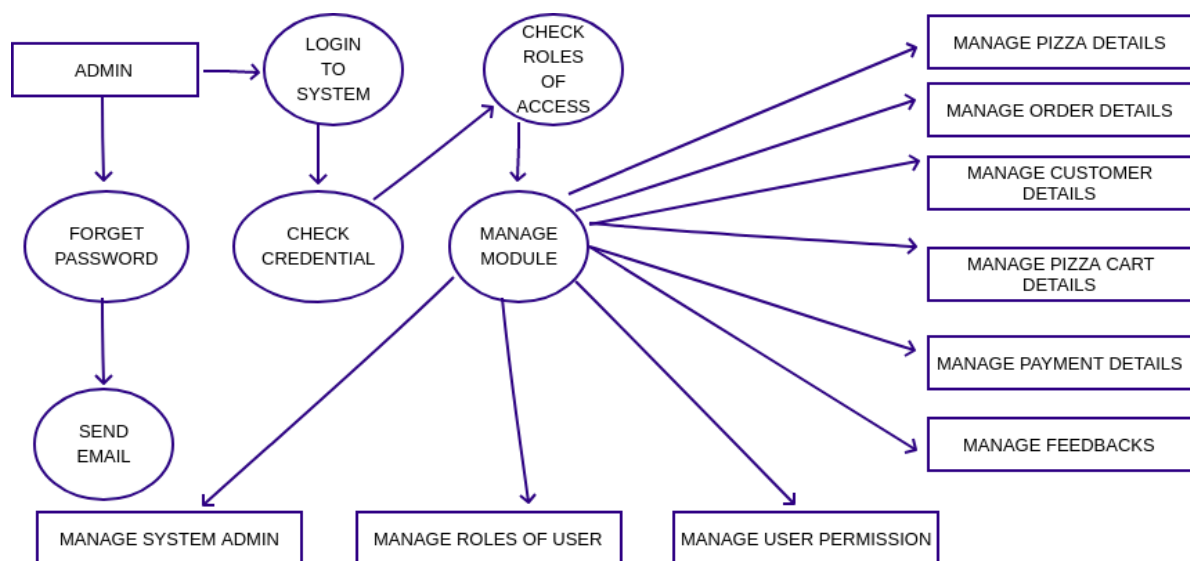 ADMIN
LOGIN
TO
SYSTEM
CHECK
ROLES
OF
ACCESS
MANAGE PIZZA DETAILS
MANAGE ORDER DETAILS
MANAGE CUSTOMER
DETAILS
FORGET
PASSWORD
CHECK
CREDENTIAL
MANAGE
MODULE
MANAGE PIZZA CART
DETAILS
MANAGE PAYMENT DETAILS
SEND
EMAIL
MANAGE FEEDBACKS
MANAGE SYSTEM ADMIN
MANAGE ROLES OF USER
MANAGE USER PERMISSION